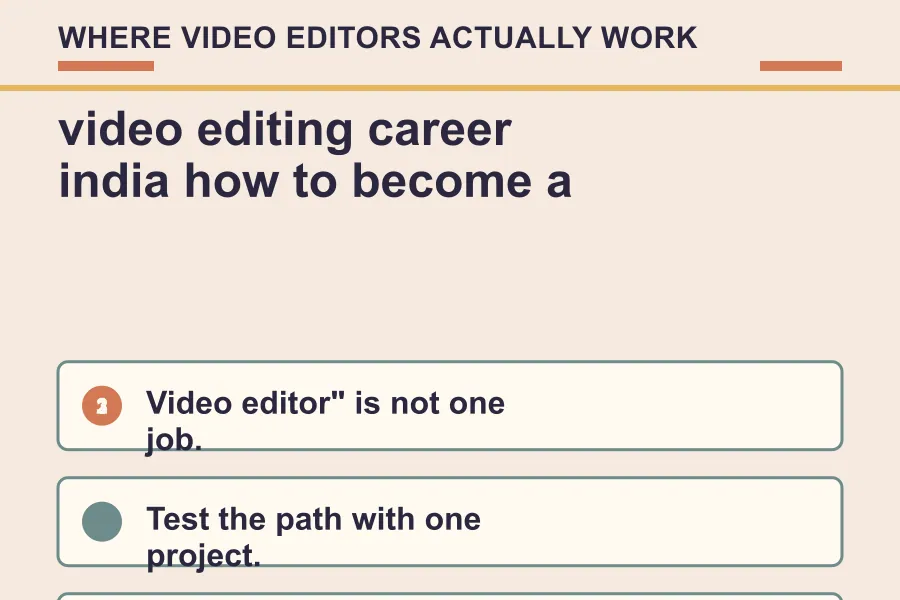 WHERE VIDEO EDITORS ACTUALLY WORK
video editing career
india how to become a
Video editor" is not one
job.
Test the path with one
project.